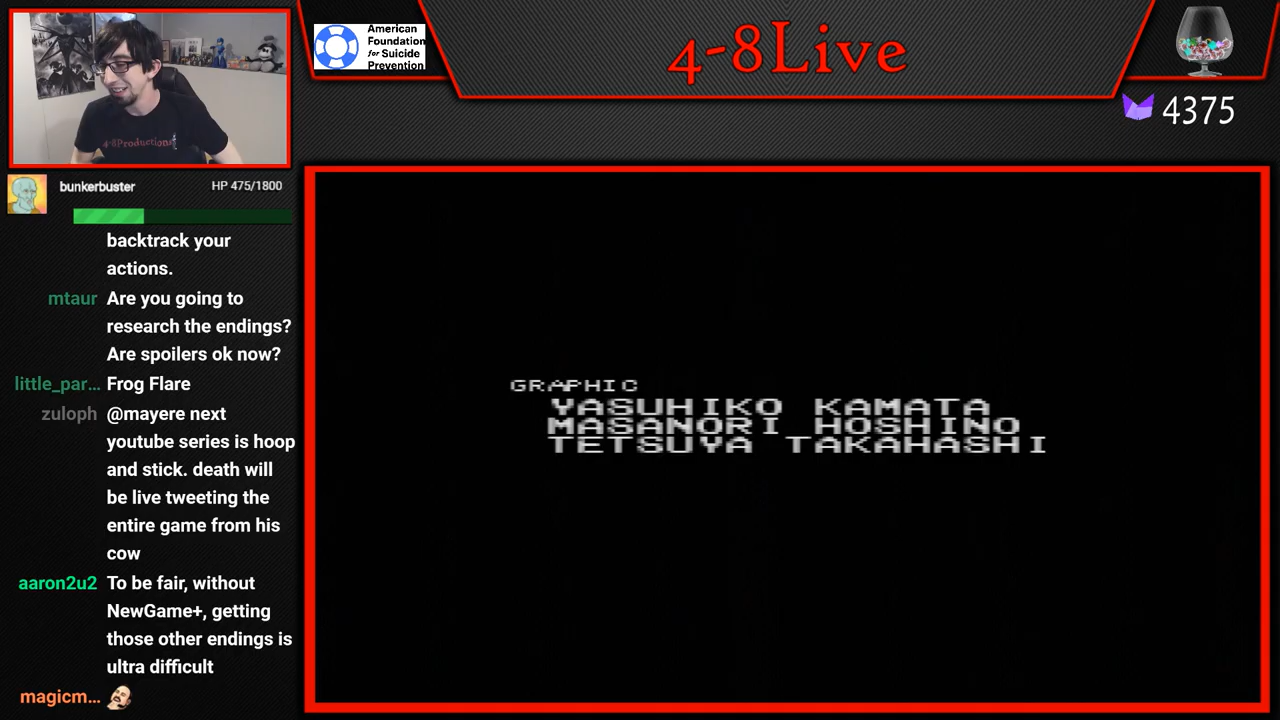 American
Foundation
for Suicide
Prevention
4-8Live
4375
4-8Productions
bunkerbuster
HP 475/1800
backtrack your
actions.
mtaur Are you going to
research the endings?
Are spoilers ok now?
little_par... Frog Flare
zuloph @mayere next
youtube series is hoop
and stick. death will
be live tweeting the
entire game from his
cow
aaron2u2 To be fair, without
NewGame+, getting
those other endings is
ultra difficult
magicm...
GRAPHIC
YASUHIKO KAMATA
MASANORI HOSHINO
TETSUYA TAKAHASHI